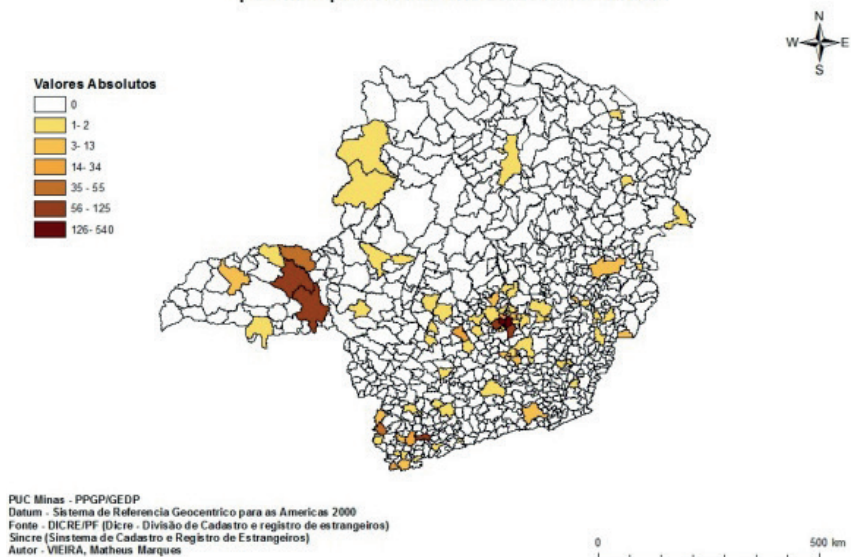 N
W E
S
Valores Absolutos
0
1- 2
3- 13
14- 34
35 - 55
56 - 125
126- 540
PUC Minas - PPGP/GEDP
Datum - Sistema de Referencia Geocentrico para as Americas 2000
Fonte - DICRE/PF (Dicre - Divisão de Cadastro e registro de estrangeiros)
Sincre (Sinstema de Cadastro e Registro de Estrangeiros)
Autor - VIEIRA, Matheus Marques
0 500 km